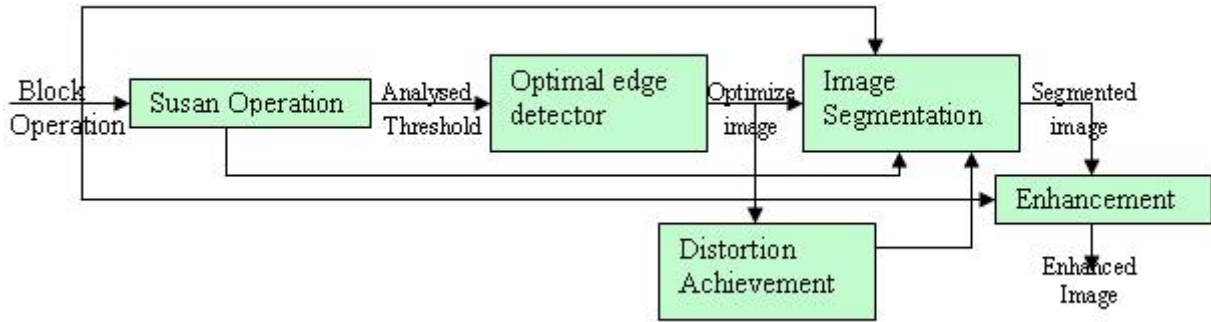 Block
Operation
Susan Operation
Analysed
Threshold
Optimal edge
detector
Optimize
image
Image
Segmentation
Segmented
image
Enhancement
Distortion
Achievement
Enhanced
Image